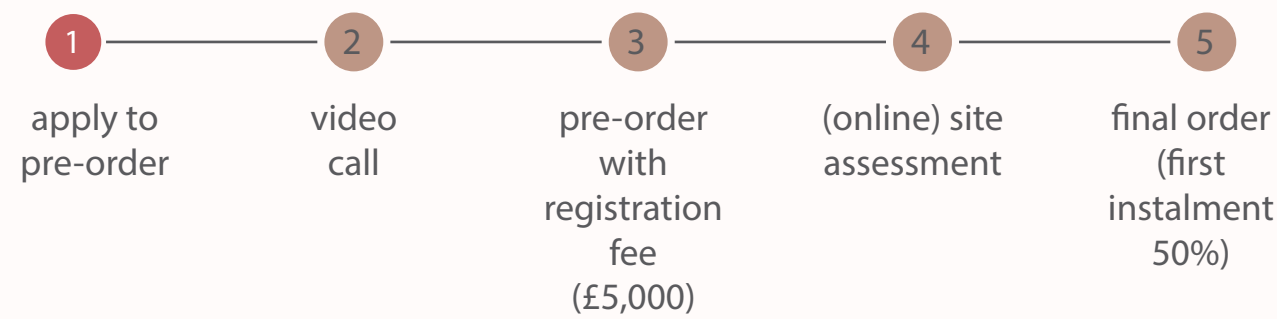 1
2
3
4
5
apply to
pre-order
video
call
pre-order
with
registration
fee
(£5,000)
(online) site
assessment
final order
(first
instalment
50%)